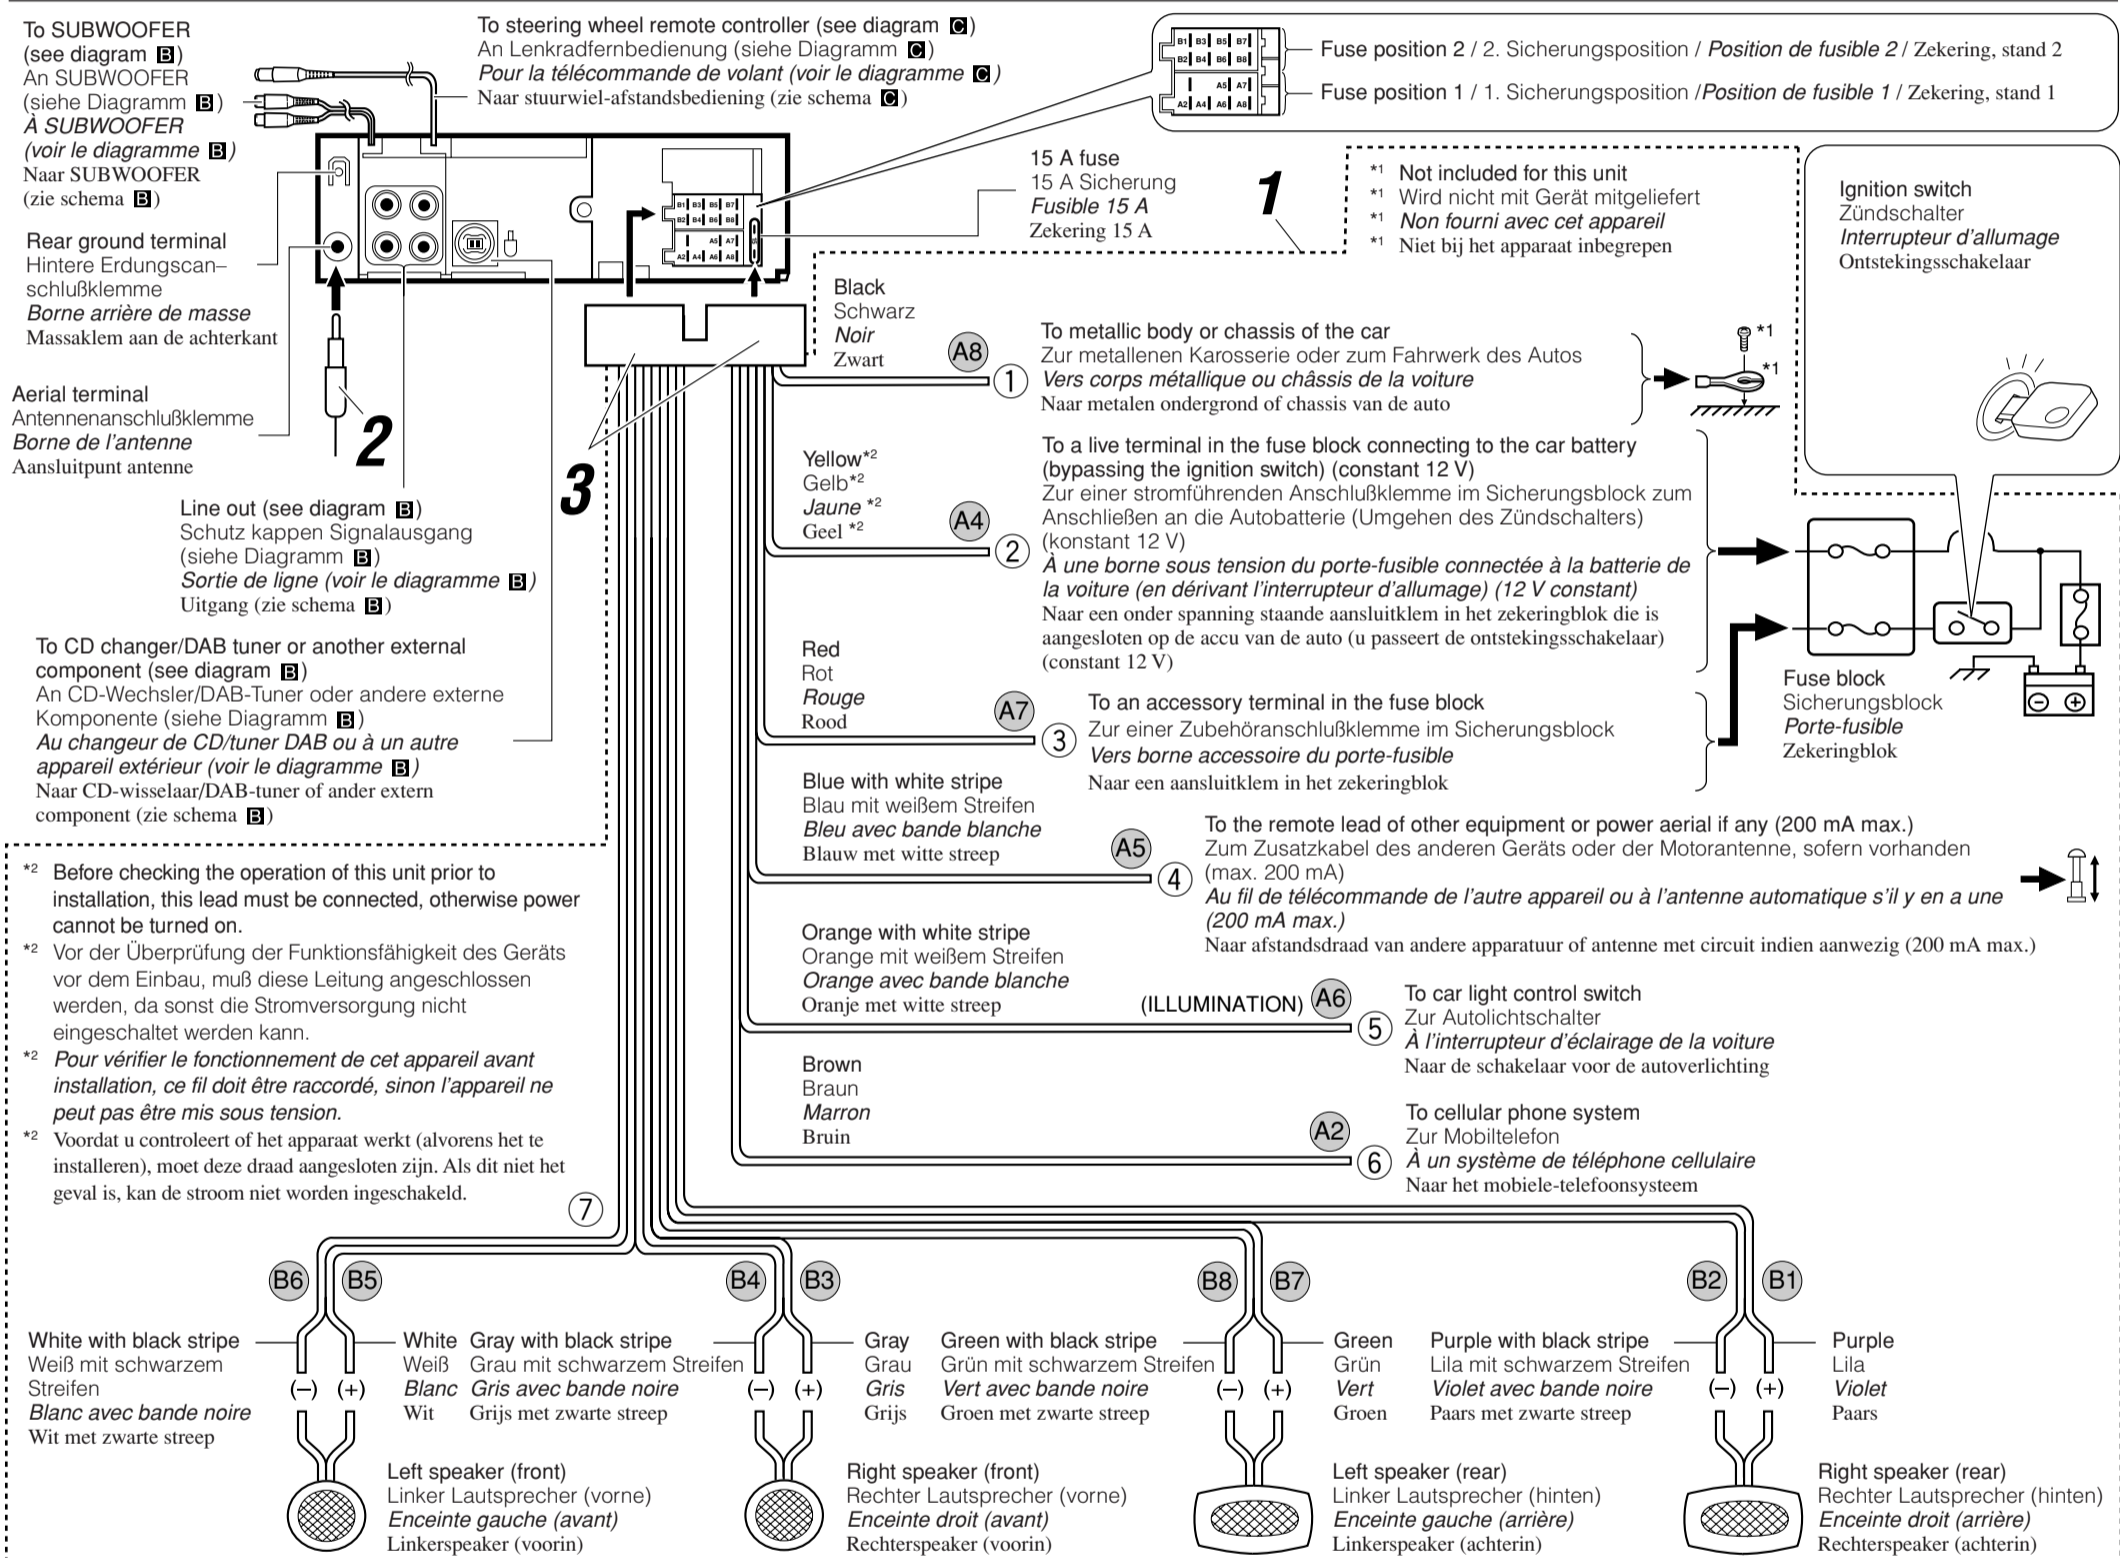 To SUBWOOFER
(see diagram B)
An SUBWOOFER
(siehe Diagramm B)
À SUBWOOFER
(voir le diagramme B)
Naar SUBWOOFER
(zie schema B)
To steering wheel remote controller (see diagram C)
An Lenkradfernbedienung (siehe Diagramm C)
Pour la télécommande de volant (voir le diagramme C)
Naar stuurwiel-afstandsbediening (zie schema C)
B1 B3 B5 B7
B2 B4 B6 B8
A5 A7
A2 A4 A6 A8
Fuse position 2 / 2. Sicherungsposition / Position de fusible 2 / Zekering, stand 2
Fuse position 1 / 1. Sicherungsposition /Position de fusible 1 / Zekering, stand 1
15 A fuse
15 A Sicherung
Fusible 15 A
Zekering 15 A
1
*1 Not included for this unit
*1 Wird nicht mit Gerät mitgeliefert
*1 Non fourni avec cet appareil
*1 Niet bij het apparaat inbegrepen
Ignition switch
Zündschalter
Interrupteur d'allumage
Ontstekingsschakelaar
B1 B3 B5 B7
B2 B4 B6 B8
A5 A7
A2 A4 A6 A8
Rear ground terminal
Hintere Erdungscan–
schlußklemme
Borne arrière de masse
Massaklem aan de achterkant
Aerial terminal
Antennenanschlußklemme
Borne de l'antenne
Aansluitpunt antenne
2
3
Line out (see diagram B)
Schutz kappen Signalausgang
(siehe Diagramm B)
Sortie de ligne (voir le diagramme B)
Uitgang (zie schema B)
To CD changer/DAB tuner or another external
component (see diagram B)
An CD-Wechsler/DAB-Tuner oder andere externe
Komponente (siehe Diagramm B)
Au changeur de CD/tuner DAB ou à un autre
appareil extérieur (voir le diagramme B)
Naar CD-wisselaar/DAB-tuner of ander extern
component (zie schema B)
Black
Schwarz
Noir
Zwart
A8
1
To metallic body or chassis of the car
Zur metallenen Karosserie oder zum Fahrwerk des Autos
Vers corps métallique ou châssis de la voiture
Naar metalen ondergrond of chassis van de auto
*1
*1
Yellow*2
Gelb*2
Jaune *2
Geel *2
A4
2
To a live terminal in the fuse block connecting to the car battery
(bypassing the ignition switch) (constant 12 V)
Zur einer stromführenden Anschlußklemme im Sicherungsblock zum
Anschließen an die Autobatterie (Umgehen des Zündschalters)
(konstant 12 V)
À une borne sous tension du porte-fusible connectée à la batterie de
la voiture (en dérivant l'interrupteur d'allumage) (12 V constant)
Naar een onder spanning staande aansluitklem in het zekeringblok die is
aangesloten op de accu van de auto (u passeert de ontstekingsschakelaar)
(constant 12 V)
Red
Rot
Rouge
Rood
A7
3
To an accessory terminal in the fuse block
Zur einer Zubehöranschlußklemme im Sicherungsblock
Vers borne accessoire du porte-fusible
Naar een aansluitklem in het zekeringblok
Fuse block
Sicherungsblock
Porte-fusible
Zekeringblok
Blue with white stripe
Blau mit weißem Streifen
Bleu avec bande blanche
Blauw met witte streep
A5
4
To the remote lead of other equipment or power aerial if any (200 mA max.)
Zum Zusatzkabel des anderen Geräts oder der Motorantenne, sofern vorhanden
(max. 200 mA)
Au fil de télécommande de l'autre appareil ou à l'antenne automatique s'il y en a une
(200 mA max.)
Naar afstandsdraad van andere apparatuur of antenne met circuit indien aanwezig (200 mA max.)
Orange with white stripe
Orange mit weißem Streifen
Orange avec bande blanche
Oranje met witte streep
(ILLUMINATION) A6
5
To car light control switch
Zur Autolichtschalter
À l'interrupteur d'éclairage de la voiture
Naar de schakelaar voor de autoverlichting
Brown
Braun
Marron
Bruin
A2
6
To cellular phone system
Zur Mobiltelefon
À un système de téléphone cellulaire
Naar het mobiele-telefoonsysteem
*2 Before checking the operation of this unit prior to
installation, this lead must be connected, otherwise power
cannot be turned on.
*2 Vor der Überprüfung der Funktionsfähigkeit des Geräts
vor dem Einbau, muß diese Leitung angeschlossen
werden, da sonst die Stromversorgung nicht
eingeschaltet werden kann.
*2 Pour vérifier le fonctionnement de cet appareil avant
installation, ce fil doit être raccordé, sinon l'appareil ne
peut pas être mis sous tension.
*2 Voordat u controleert of het apparaat werkt (alvorens het te
installeren), moet deze draad aangesloten zijn. Als dit niet het
geval is, kan de stroom niet worden ingeschakeld.
7
B6 B5
B4 B3
B8 B7
B2 B1
White with black stripe
Weiß mit schwarzem
Streifen
Blanc avec bande noire
Wit met zwarte streep
(–) (+)
White
Weiß
Blanc
Wit
Gray with black stripe
Grau mit schwarzem Streifen
Gris avec bande noire
Grijs met zwarte streep
(–) (+)
Gray
Grau
Gris
Grijs
Green with black stripe
Grün mit schwarzem Streifen
Vert avec bande noire
Groen met zwarte streep
(–) (+)
Green
Grün
Vert
Groen
Purple with black stripe
Lila mit schwarzem Streifen
Violet avec bande noire
Paars met zwarte streep
(–) (+)
Purple
Lila
Violet
Paars
Left speaker (front)
Linker Lautsprecher (vorne)
Enceinte gauche (avant)
Linkerspeaker (voorin)
Right speaker (front)
Rechter Lautsprecher (vorne)
Enceinte droit (avant)
Rechterspeaker (voorin)
Left speaker (rear)
Linker Lautsprecher (hinten)
Enceinte gauche (arrière)
Linkerspeaker (achterin)
Right speaker (rear)
Rechter Lautsprecher (hinten)
Enceinte droit (arrière)
Rechterspeaker (achterin)